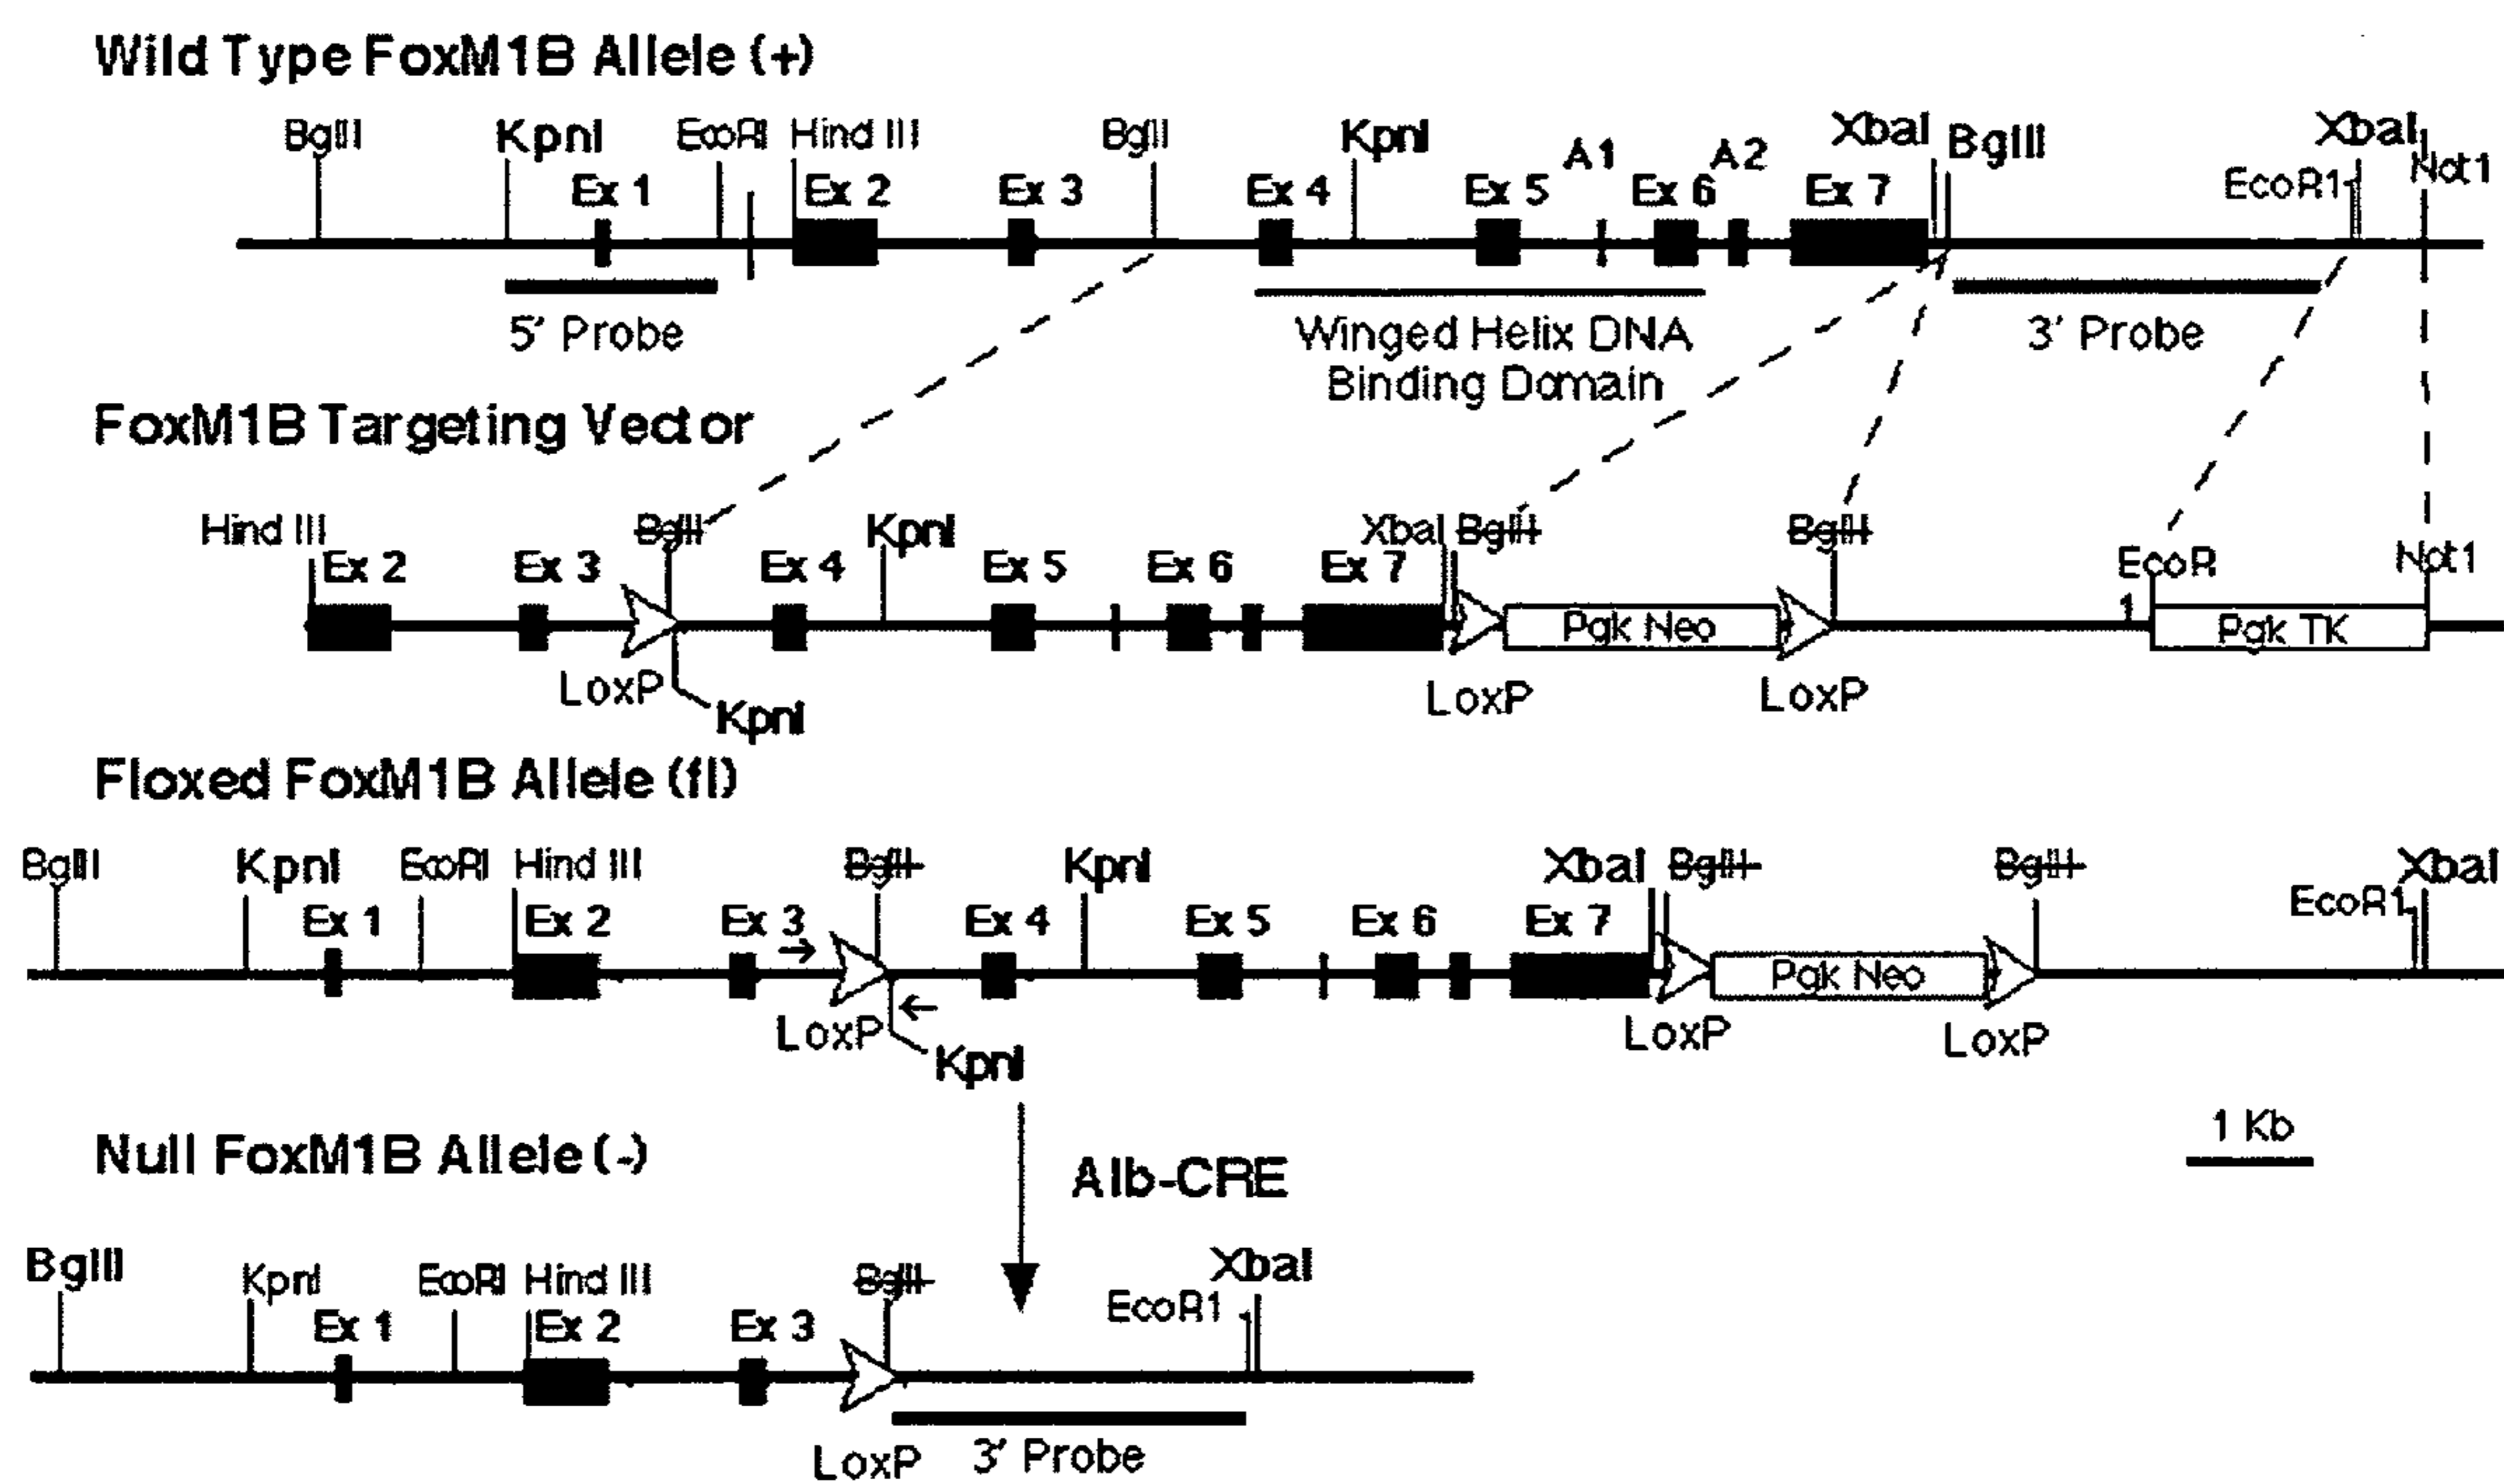 Wild Type FoxM1B Allele (+)
BglII KpnI EcoRI Hind III BglII KpnI A1 A2 XbaI BglII EcoR1 XbaI Not1
Ex 1 Ex 2 Ex 3 Ex 4 Ex 5 Ex 6 Ex 7
5' Probe Winged Helix DNA 3' Probe
Binding Domain
FoxM1B Targeting Vector
Hind III BglII KpnI XbaI BglII BglII EcoR Not1
Ex 2 Ex 3 Ex 4 Ex 5 Ex 6 Ex 7 Pgk Neo 1 Pgk TK
LoxP KpnI LoxP LoxP
Floxed FoxM1B Allele (fl)
BglII KpnI EcoRI Hind III BglII KpnI XbaI BglII BglII EcoR1 XbaI
Ex 1 Ex 2 Ex 3 Ex 4 Ex 5 Ex 6 Ex 7 Pgk Neo
LoxP KpnI LoxP LoxP
1 Kb
Null FoxM1B Allele (-)
Alb-CRE
BglII KpnI EcoRI Hind III BglII EcoR1 XbaI
Ex 1 Ex 2 Ex 3
LoxP 3' Probe